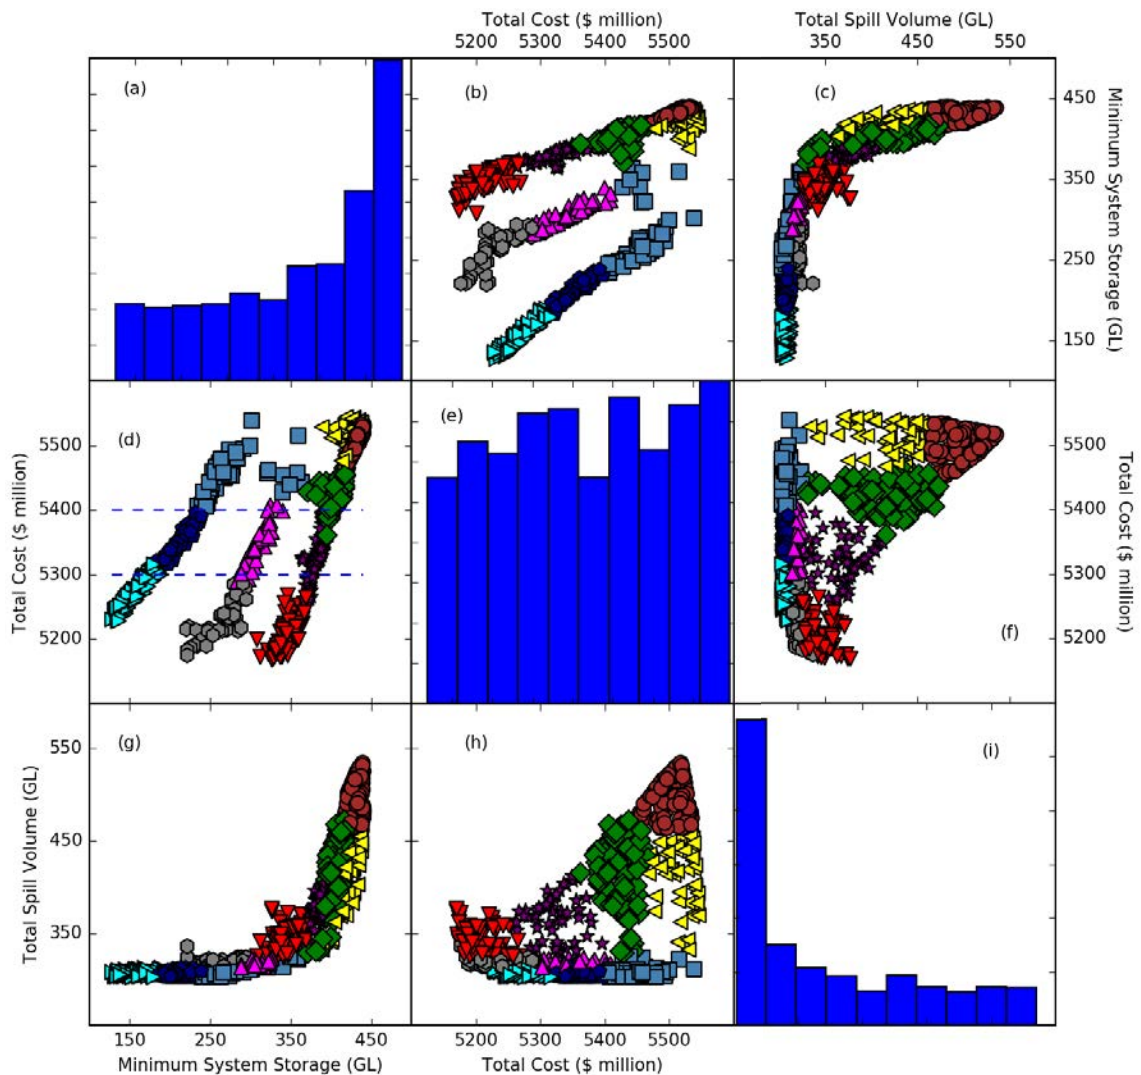 Total Cost ($ million)
Total Spill Volume (GL)
5200 5300 5400 5500
350 450 550
(a)
(b)
(c)
450
350
250
150
Minimum System Storage (GL)
(d)
(e)
(f)
5500
5400
5300
5200
Total Cost ($ million)
5500
5400
5300
5200
Total Cost ($ million)
(g)
(h)
(i)
550
450
350
Total Spill Volume (GL)
150 250 350 450
5200 5300 5400 5500
Minimum System Storage (GL)
Total Cost ($ million)